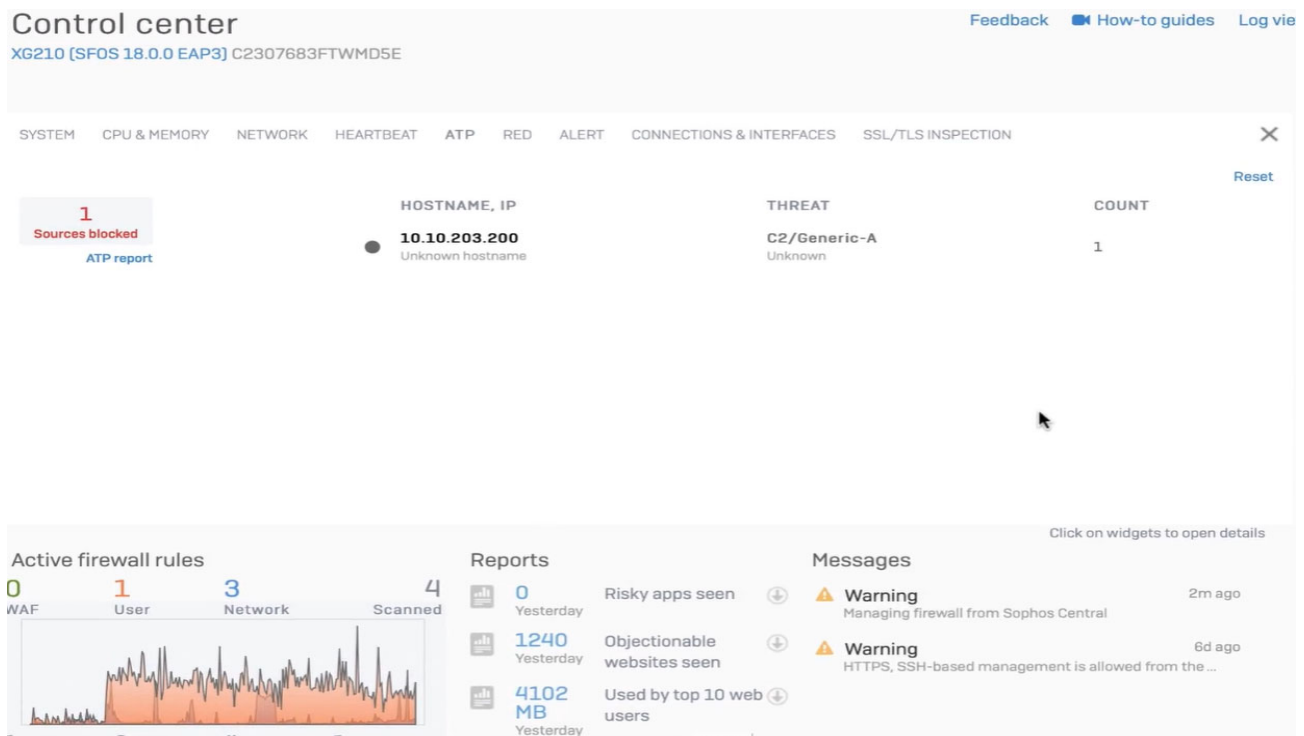 Control center
Feedback How-to guides Log vie
XG210 (SFOS 18.0.0 EAP3) C2307683FTWMD5E
SYSTEM CPU & MEMORY NETWORK HEARTBEAT ATP RED ALERT CONNECTIONS & INTERFACES SSL/TLS INSPECTION
Reset
1
Sources blocked
ATP report
HOSTNAME, IP THREAT COUNT
10.10.203.200 C2/Generic-A 1
Unknown hostname Unknown
Click on widgets to open details
Active firewall rules
0 1 3 4
WAF User Network Scanned
Reports
0 Risky apps seen
Yesterday
1240 Objectionable
Yesterday websites seen
4102 Used by top 10 web
MB users
Yesterday
Messages
Warning 2m ago
Managing firewall from Sophos Central
Warning 6d ago
HTTPS, SSH-based management is allowed from the ...